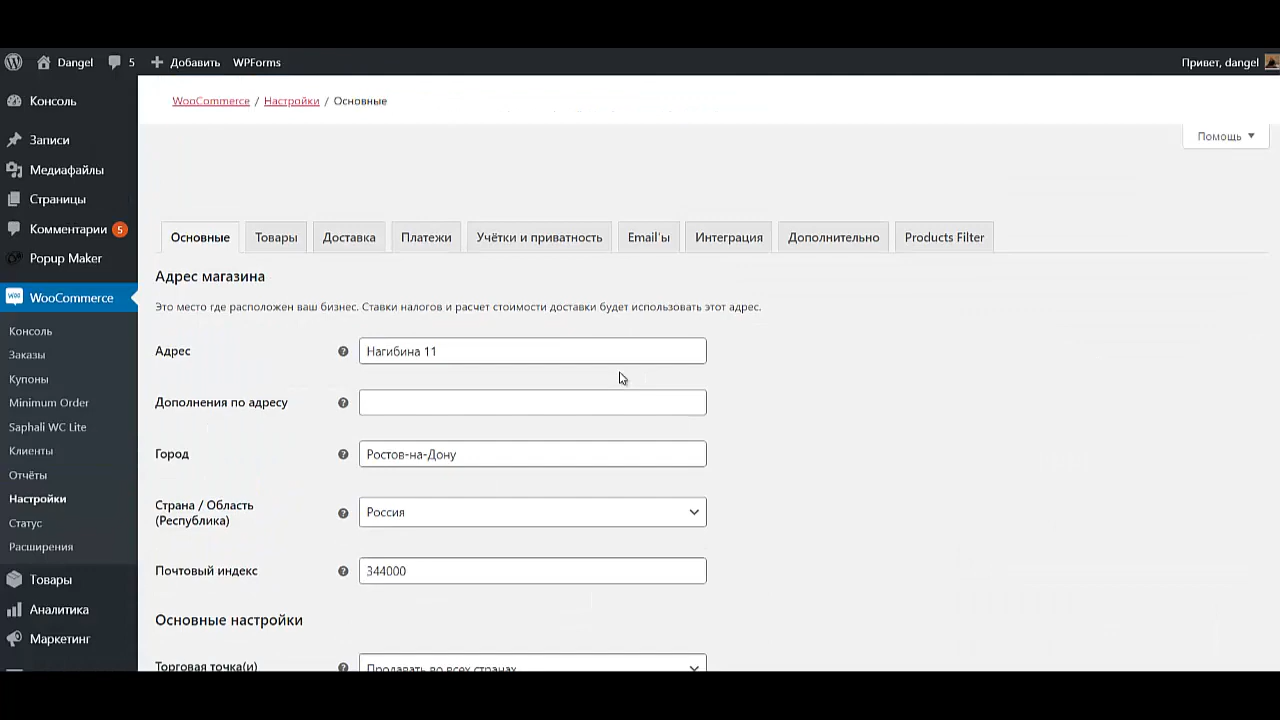 Dangel 5 Добавить WPForms Привет, dangel
Консоль
Записи
Медиафайлы
Страницы
Комментарии 5
Popup Maker
WooCommerce
Консоль
Заказы
Купоны
Minimum Order
Saphali WC Lite
Клиенты
Отчёты
Настройки
Статус
Расширения
Товары
Аналитика
Маркетинг
WooCommerce / Настройки / Основные
Помощь
Основные Товары Доставка Платежи Учётки и приватность Email'ы Интеграция Дополнительно Products Filter
Адрес магазина
Это место где расположен ваш бизнес. Ставки налогов и расчет стоимости доставки будет использовать этот адрес.
Адрес Нагибина 11
Дополнения по адресу
Город Ростов-на-Дону
Страна / Область
(Республика) Россия
Почтовый индекс 344000
Основные настройки
Торговая точка(и) Продавать во всех странах